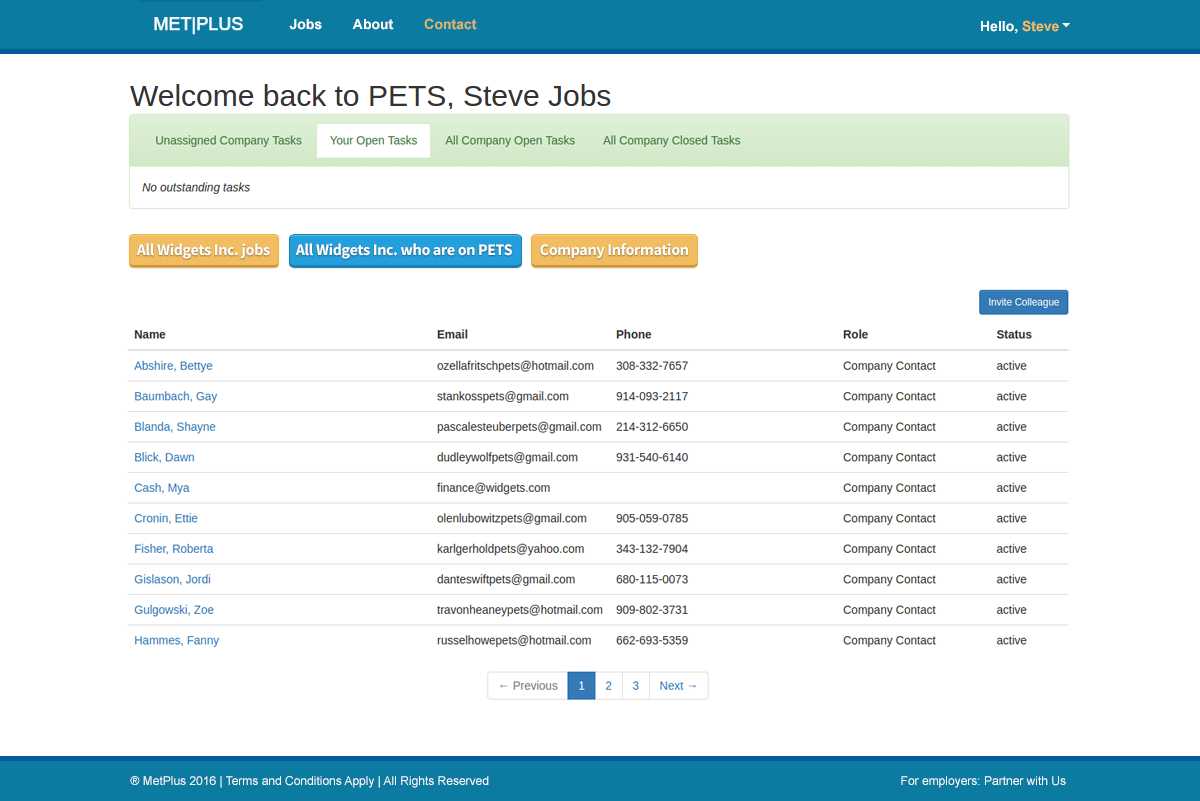 MET|PLUS Jobs About Contact Hello, Steve
Welcome back to PETS, Steve Jobs
Unassigned Company Tasks Your Open Tasks All Company Open Tasks All Company Closed Tasks
No outstanding tasks
All Widgets Inc. jobs All Widgets Inc. who are on PETS Company Information
Invite Colleague
Name Email Phone Role Status
Abshire, Bettye ozellafritschpets@hotmail.com 308-332-7657 Company Contact active
Baumbach, Gay stankosspets@gmail.com 914-093-2117 Company Contact active
Blanda, Shayne pascalesteuberpets@gmail.com 214-312-6650 Company Contact active
Blick, Dawn dudleywolfpets@gmail.com 931-540-6140 Company Contact active
Cash, Mya finance@widgets.com Company Contact active
Cronin, Ettie olenlubowitzpets@gmail.com 905-059-0785 Company Contact active
Fisher, Roberta karlgerholdpets@yahoo.com 343-132-7904 Company Contact active
Gislason, Jordi danteswiftpets@gmail.com 680-115-0073 Company Contact active
Gulgowski, Zoe travonheaneypets@hotmail.com 909-802-3731 Company Contact active
Hammes, Fanny russelhowepets@hotmail.com 662-693-5359 Company Contact active
← Previous 1 2 3 Next →
® MetPlus 2016 | Terms and Conditions Apply | All Rights Reserved For employers: Partner with Us